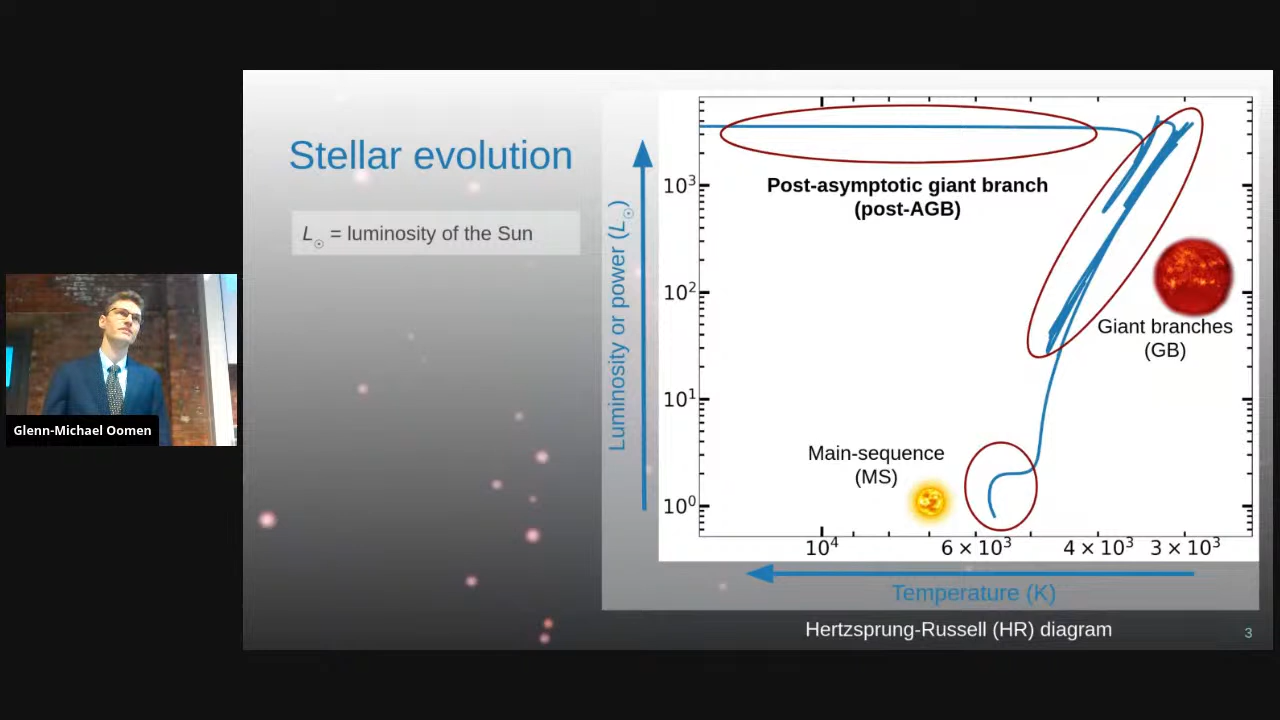 Stellar evolution
L☉ = luminosity of the Sun
Luminosity or power (L☉)
10³
10²
10¹
10⁰
Post-asymptotic giant branch
(post-AGB)
Giant branches
(GB)
Main-sequence
(MS)
10⁴ 6 × 10³ 4 × 10³ 3 × 10³
Temperature (K)
Hertzsprung-Russell (HR) diagram
3
Glenn-Michael Oomen